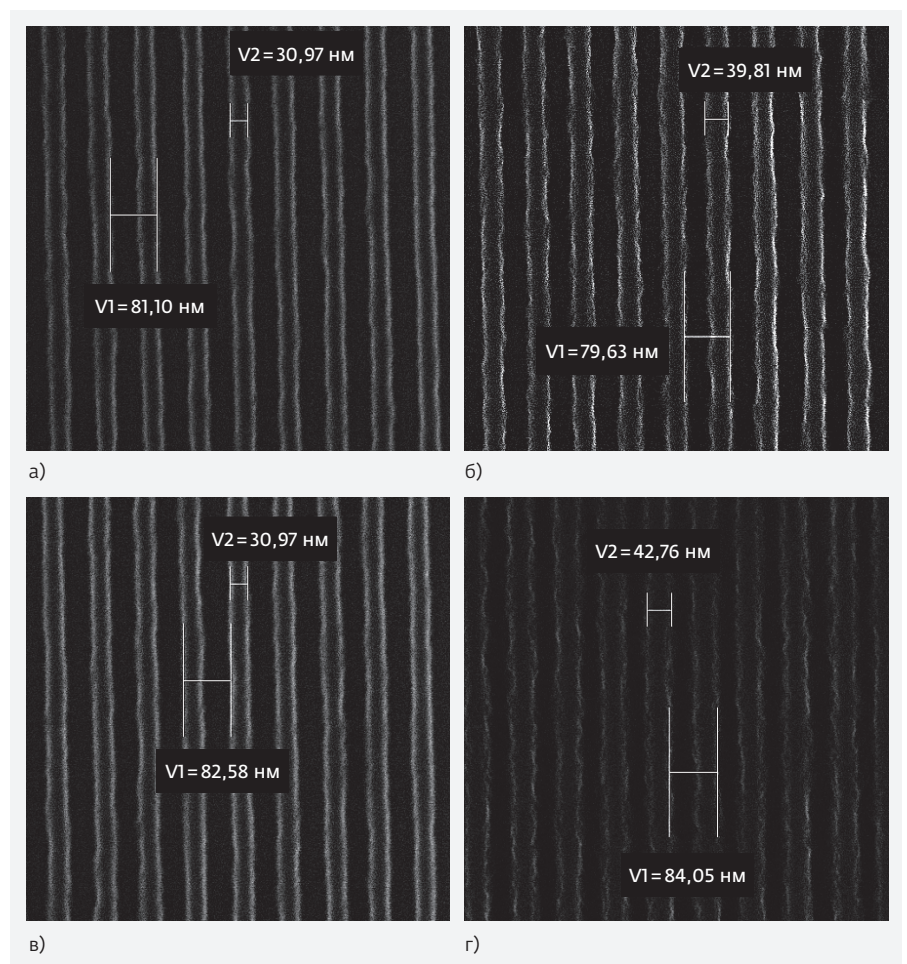 V2=30,97 нм
V1=81,10 нм
а)
V2=39,81 нм
V1=79,63 нм
б)
V2=30,97 нм
V1=82,58 нм
в)
V2=42,76 нм
V1=84,05 нм
г)